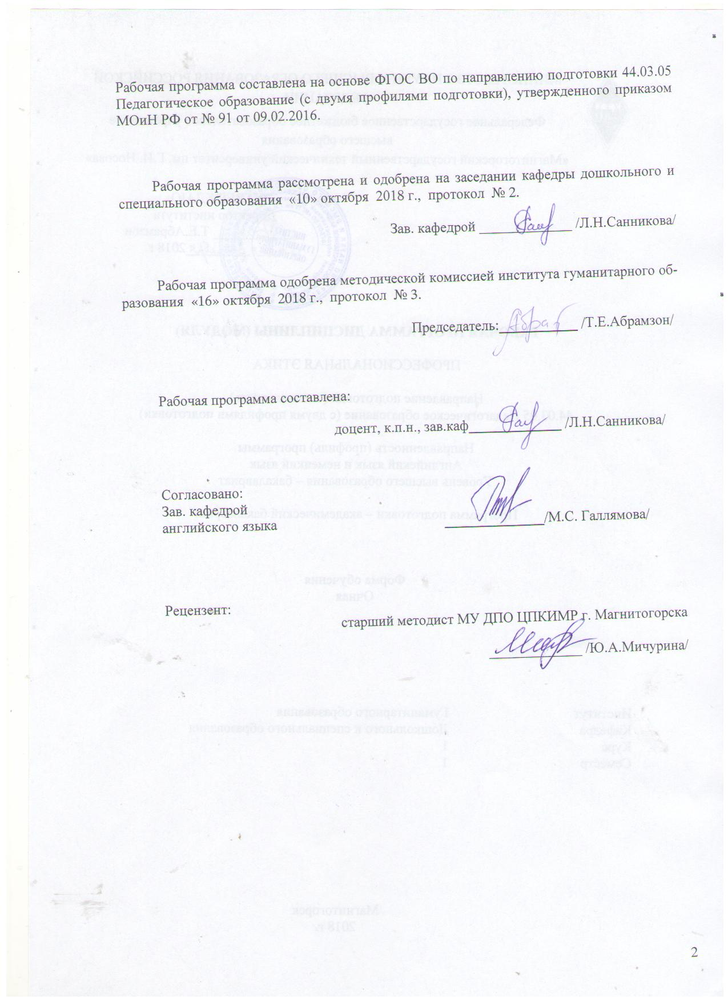 Рабочая программа составлена на основе ФГОС ВО по направлению подготовки 44.03.05
Педагогическое образование (с двумя профилями подготовки), утвержденного приказом
МОиН РФ от № 91 от 09.02.2016.
Рабочая программа рассмотрена и одобрена на заседании кафедры дошкольного и
специального образования «10» октября 2018 г., протокол № 2.
Зав. кафедрой /Л.Н.Санникова/
Рабочая программа одобрена методической комиссией института гуманитарного об-
разования «16» октября 2018 г., протокол № 3.
Председатель: /Т.Е.Абрамзон/
Рабочая программа составлена:
доцент, к.п.н., зав.каф /Л.Н.Санникова/
Согласовано:
Зав. кафедрой
английского языка /М.С. Галлямова/
Рецензент:
старший методист МУ ДПО ЦПКИМР г. Магнитогорска
/Ю.А.Мичурина/
2